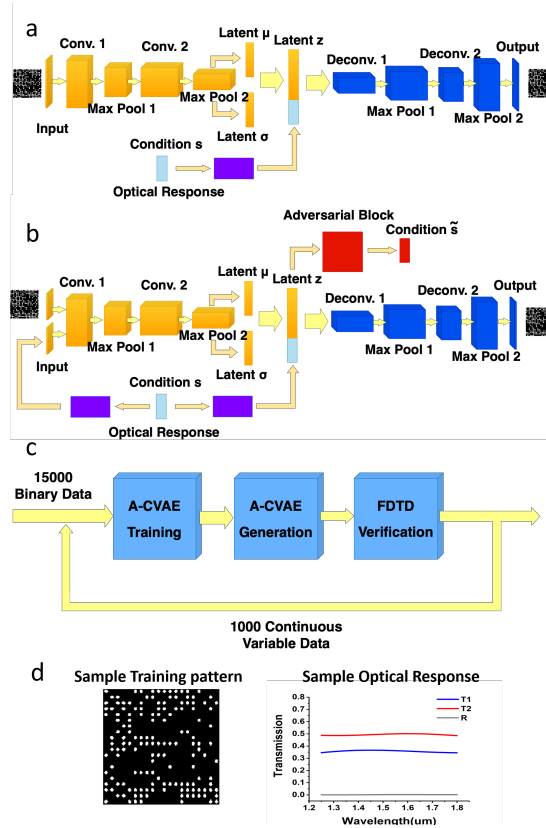 a
Conv. 1
Conv. 2
Latent μ
Latent z
Deconv. 1
Deconv. 2
Output
Input
Max Pool 1
Max Pool 2
Latent σ
Max Pool 1
Max Pool 2
Condition s
Optical Response
b
Adversarial Block
Condition s̃
Conv. 1
Conv. 2
Latent μ
Latent z
Deconv. 1
Deconv. 2
Output
Input
Max Pool 1
Max Pool 2
Latent σ
Max Pool 1
Max Pool 2
Condition s
Optical Response
c
15000
Binary Data
A-CVAE
Training
A-CVAE
Generation
FDTD
Verification
1000 Continuous
Variable Data
d
Sample Training pattern
Sample Optical Response
T1
T2
R
Transmission
0.8
0.7
0.6
0.5
0.4
0.3
0.2
0.1
0.0
1.2 1.3 1.4 1.5 1.6 1.7 1.8
Wavelength(um)